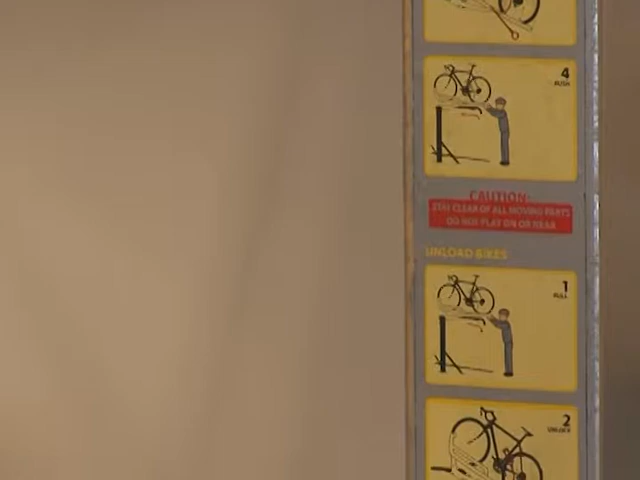 4
PUSH
CAUTION:
STAY CLEAR OF ALL MOVING PARTS
DO NOT PLAY ON OR NEAR
UNLOAD BIKES
1
PULL
2
UNLOCK